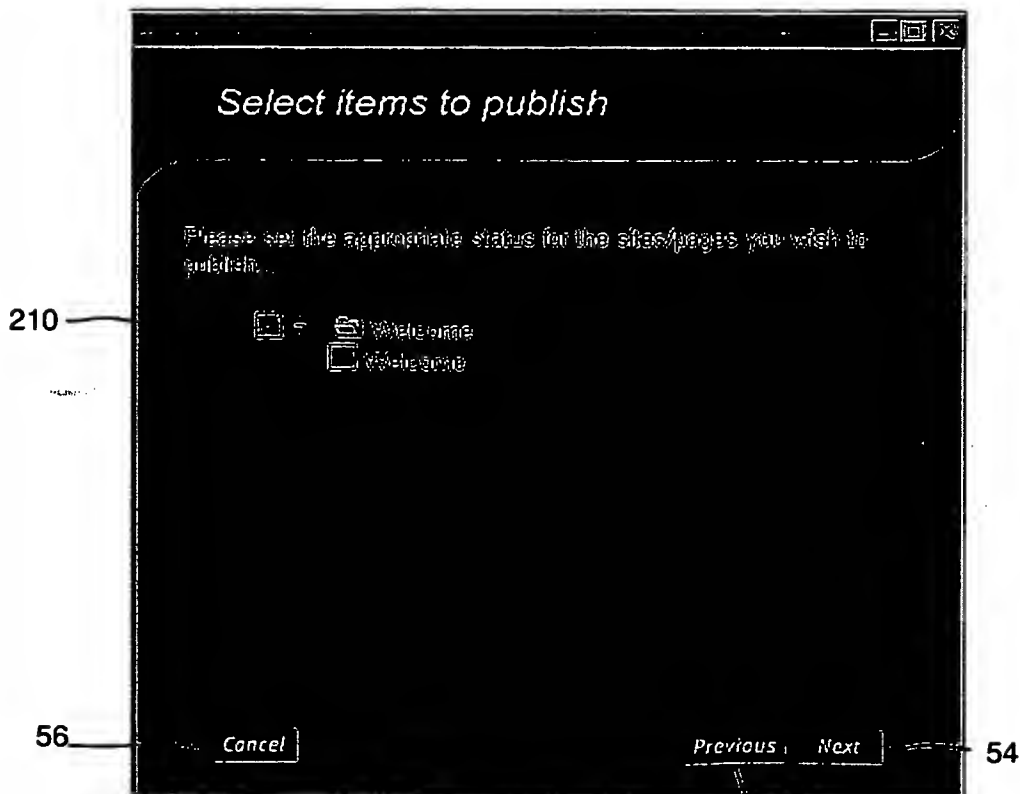 Select items to publish
Please set the appropriate status for the sites/pages you wish to
publish...
210
Welcome
Welcome
56
Cancel
Previous
Next
54